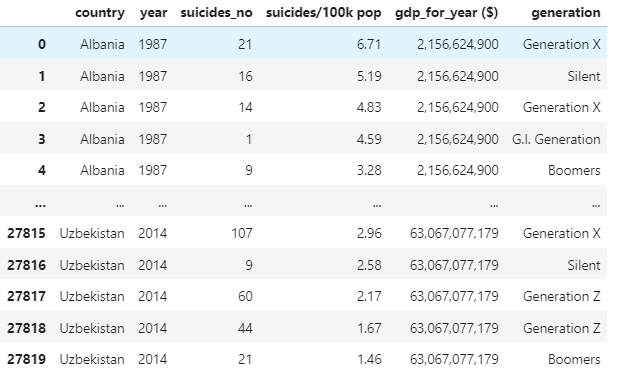 country year suicides_no suicides/100k pop gdp_for_year ($) generation
0 Albania 1987 21 6.71 2,156,624,900 Generation X
1 Albania 1987 16 5.19 2,156,624,900 Silent
2 Albania 1987 14 4.83 2,156,624,900 Generation X
3 Albania 1987 1 4.59 2,156,624,900 G.I. Generation
4 Albania 1987 9 3.28 2,156,624,900 Boomers
... ... ... ... ... ... ...
27815 Uzbekistan 2014 107 2.96 63,067,077,179 Generation X
27816 Uzbekistan 2014 9 2.58 63,067,077,179 Silent
27817 Uzbekistan 2014 60 2.17 63,067,077,179 Generation Z
27818 Uzbekistan 2014 44 1.67 63,067,077,179 Generation Z
27819 Uzbekistan 2014 21 1.46 63,067,077,179 Boomers